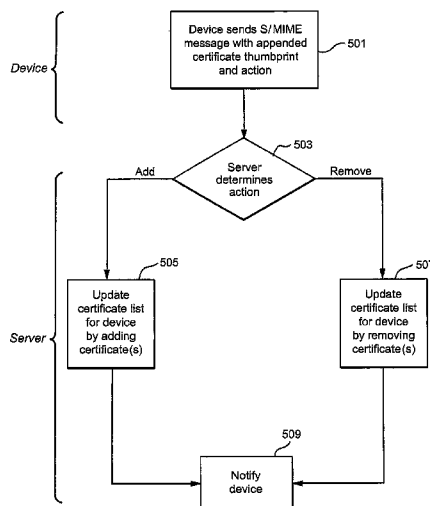 Device sends S/MIME
message with appended
certificate thumbprint
and action
501
Device
503
Server
determines
action
Add
Remove
505
Update
certificate list
for device
by adding
certificate(s)
Update
certificate list
for device
by removing
certificate(s)
Server
509
Notify
device